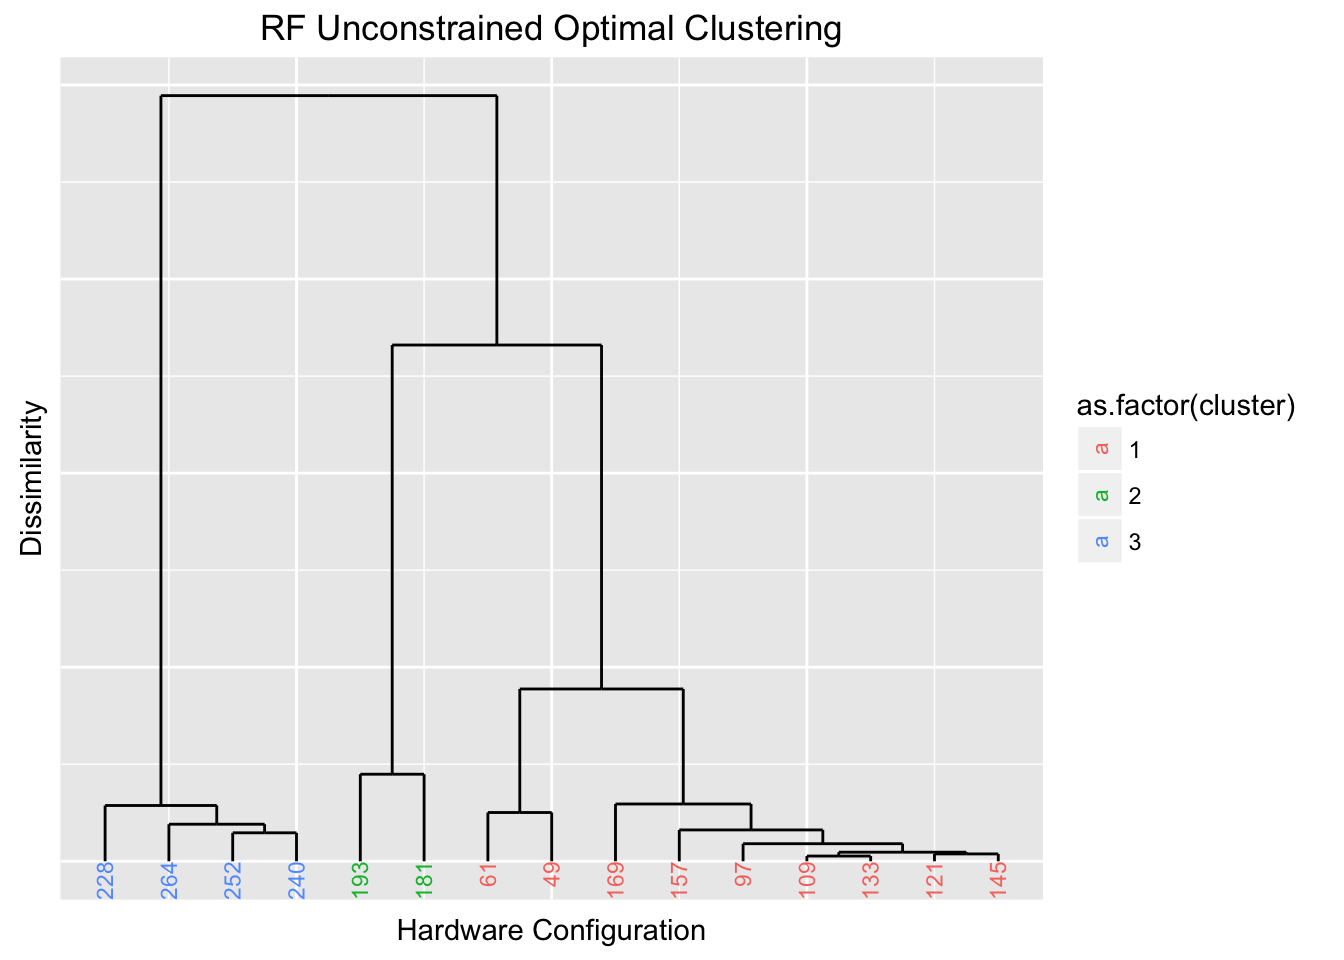 RF Unconstrained Optimal Clustering
Dissimilarity
228 264 252 240 193 181 61 49 169 157 97 109 133 121 145
Hardware Configuration
as.factor(cluster)
a 1
a 2
a 3